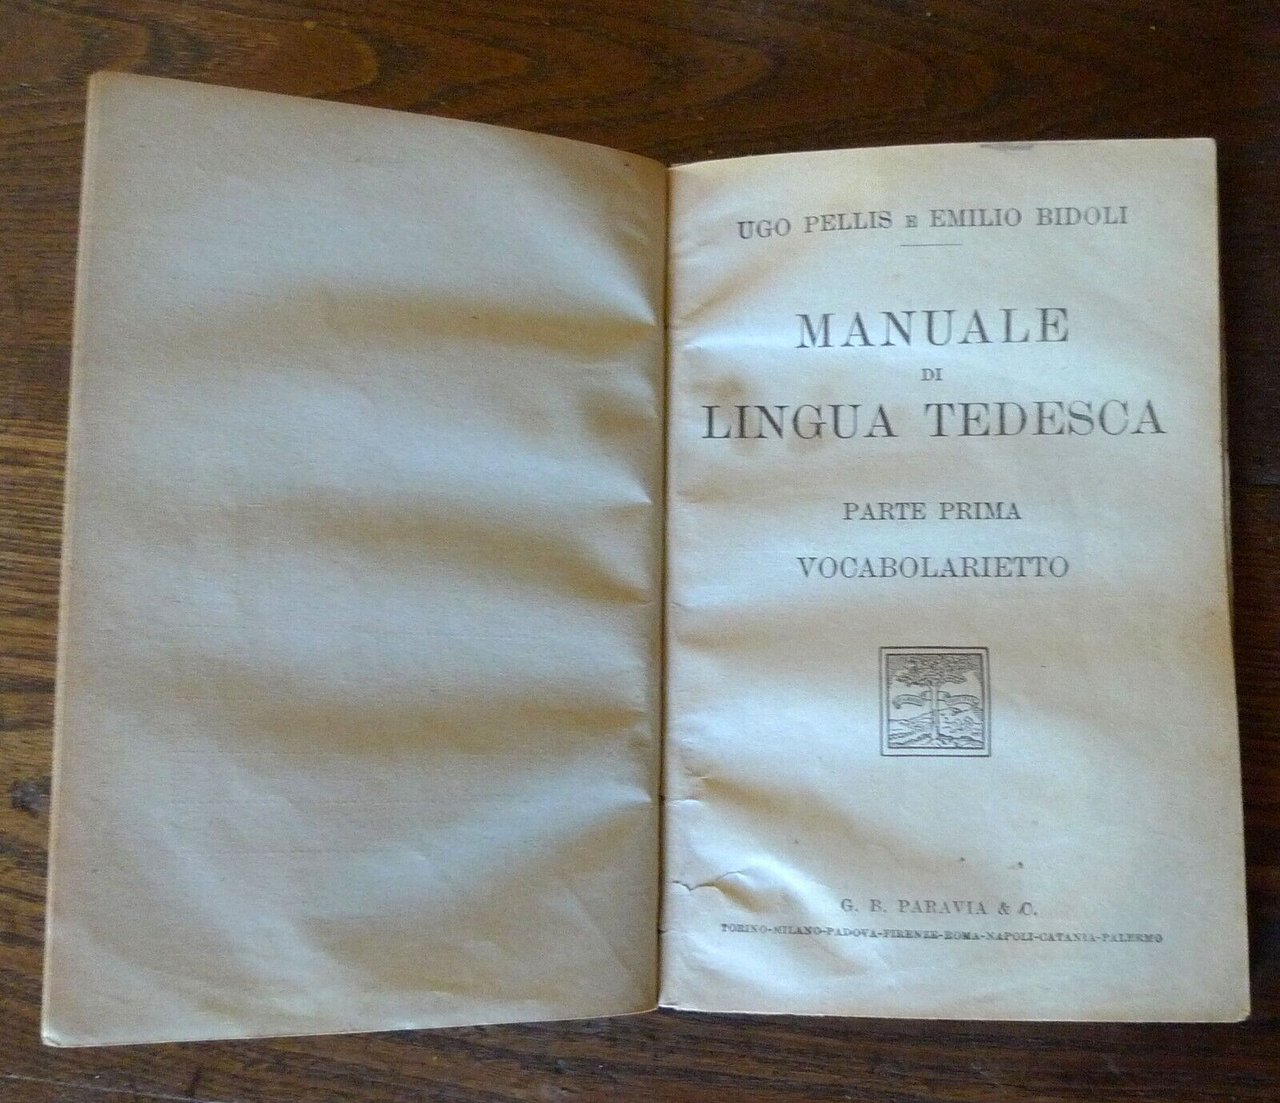 UGO PELLIS E EMILIO BIDOLI
MANUALE
DI
LINGUA TEDESCA
PARTE PRIMA
VOCABOLARIETTO
G. B. PARAVIA & C.
TORINO-MILANO-PADOVA-FIRENZE-ROMA-NAPOLI-CATANIA-PALERMO